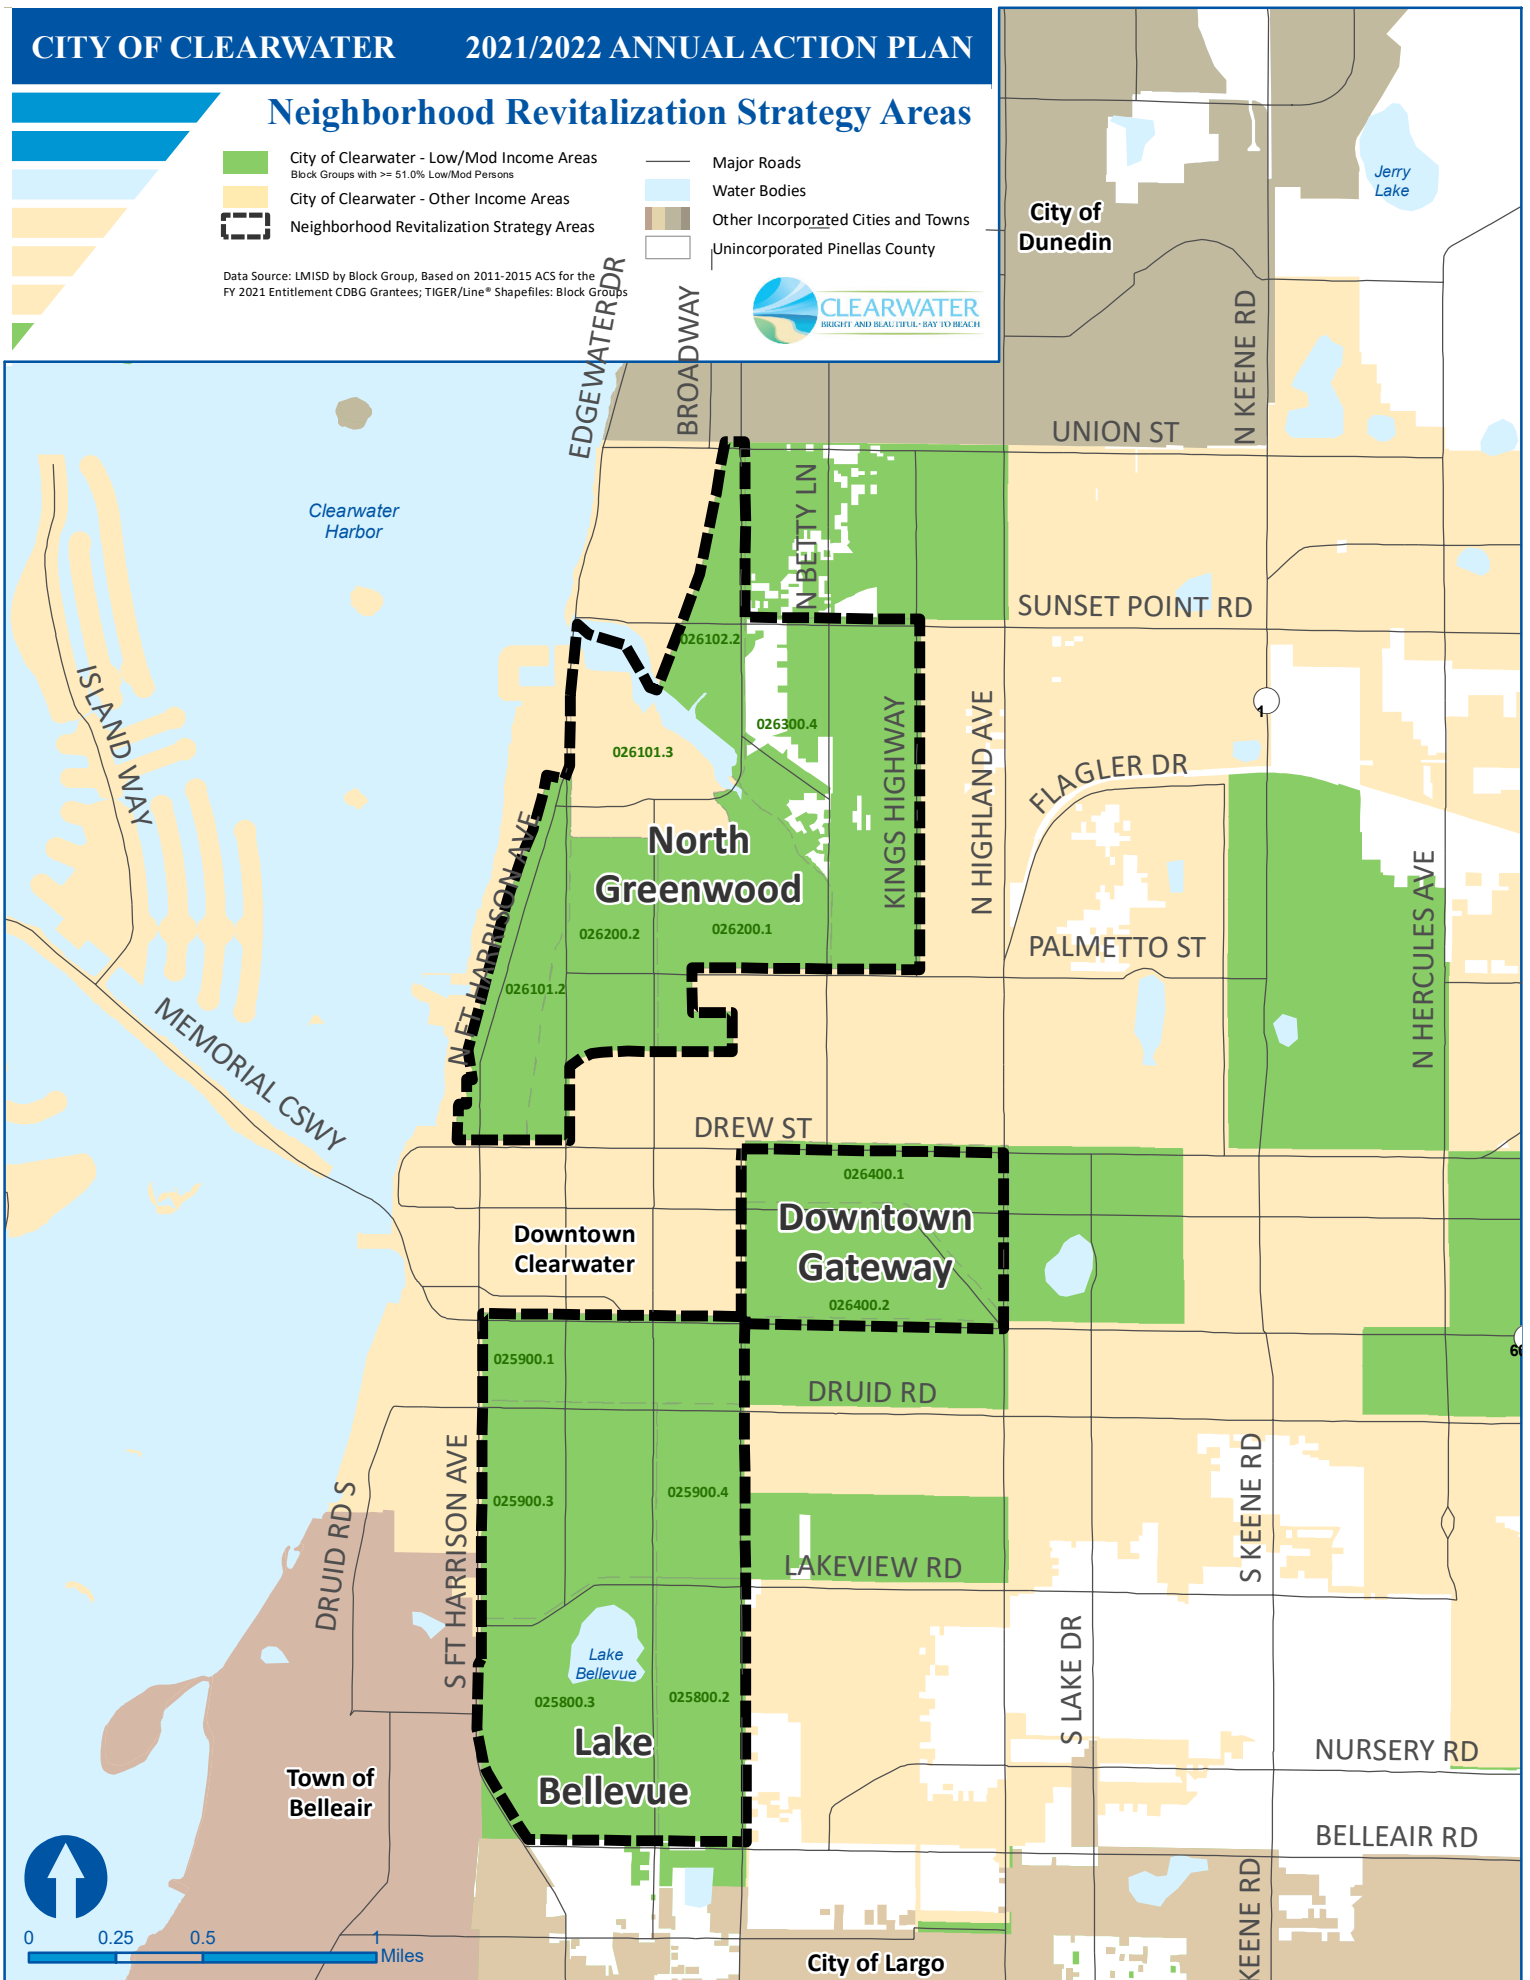 CITY OF CLEARWATER 2021/2022 ANNUAL ACTION PLAN
Neighborhood Revitalization Strategy Areas
City of Clearwater - Low/Mod Income Areas
Block Groups with >= 51.0% Low/Mod Persons
City of Clearwater - Other Income Areas
Neighborhood Revitalization Strategy Areas
Major Roads
Water Bodies
Other Incorporated Cities and Towns
Unincorporated Pinellas County
Data Source: LMISD by Block Group, Based on 2011-2015 ACS for the
FY 2021 Entitlement CDBG Grantees; TIGER/Line® Shapefiles: Block Groups
CLEARWATER
BRIGHT AND BEAUTIFUL • BAY TO BEACH
Jerry
Lake
City of
Dunedin
EDGEWATER DR
BROADWAY
N KEENE RD
UNION ST
Clearwater
Harbor
N BETTY LN
SUNSET POINT RD
026102.2
ISLAND WAY
026300.4
026101.3
KINGS HIGHWAY
N HIGHLAND AVE
1
FLAGLER DR
North
Greenwood
N FT HARRISON AVE
026200.2
026200.1
PALMETTO ST
N HERCULES AVE
026101.2
MEMORIAL CSWY
DREW ST
026400.1
Downtown
Gateway
026400.2
Downtown
Clearwater
025900.1
DRUID RD
60
025900.3
025900.4
DRUID RD S
S FT HARRISON AVE
S KEENE RD
LAKEVIEW RD
Lake
Bellevue
025800.3
025800.2
S LAKE DR
Lake
Bellevue
NURSERY RD
Town of
Belleair
BELLEAIR RD
KEENE RD
0 0.25 0.5 1
Miles
City of Largo